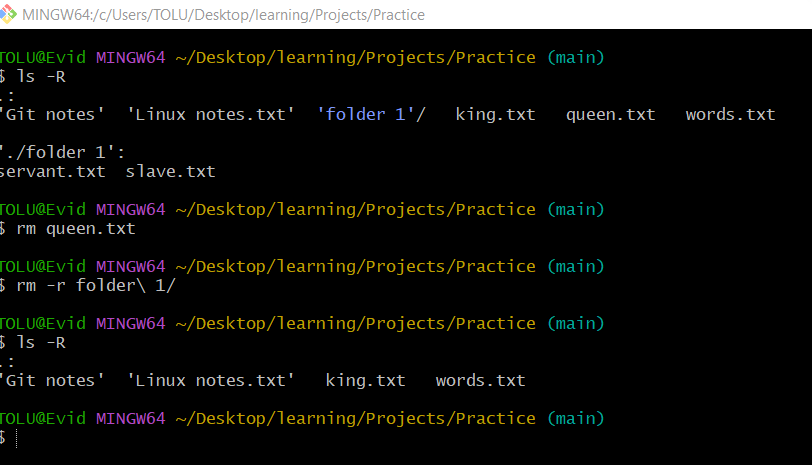 MINGW64:/c/Users/TOLU/Desktop/learning/Projects/Practice
TOLU@Evid MINGW64 ~/Desktop/learning/Projects/Practice (main)
$ ls -R
.:
'Git notes'  'Linux notes.txt'  'folder 1'/   king.txt   queen.txt   words.txt
'./folder 1':
servant.txt  slave.txt
TOLU@Evid MINGW64 ~/Desktop/learning/Projects/Practice (main)
$ rm queen.txt
TOLU@Evid MINGW64 ~/Desktop/learning/Projects/Practice (main)
$ rm -r folder\ 1/
TOLU@Evid MINGW64 ~/Desktop/learning/Projects/Practice (main)
$ ls -R
.:
'Git notes'  'Linux notes.txt'   king.txt   words.txt
TOLU@Evid MINGW64 ~/Desktop/learning/Projects/Practice (main)
$